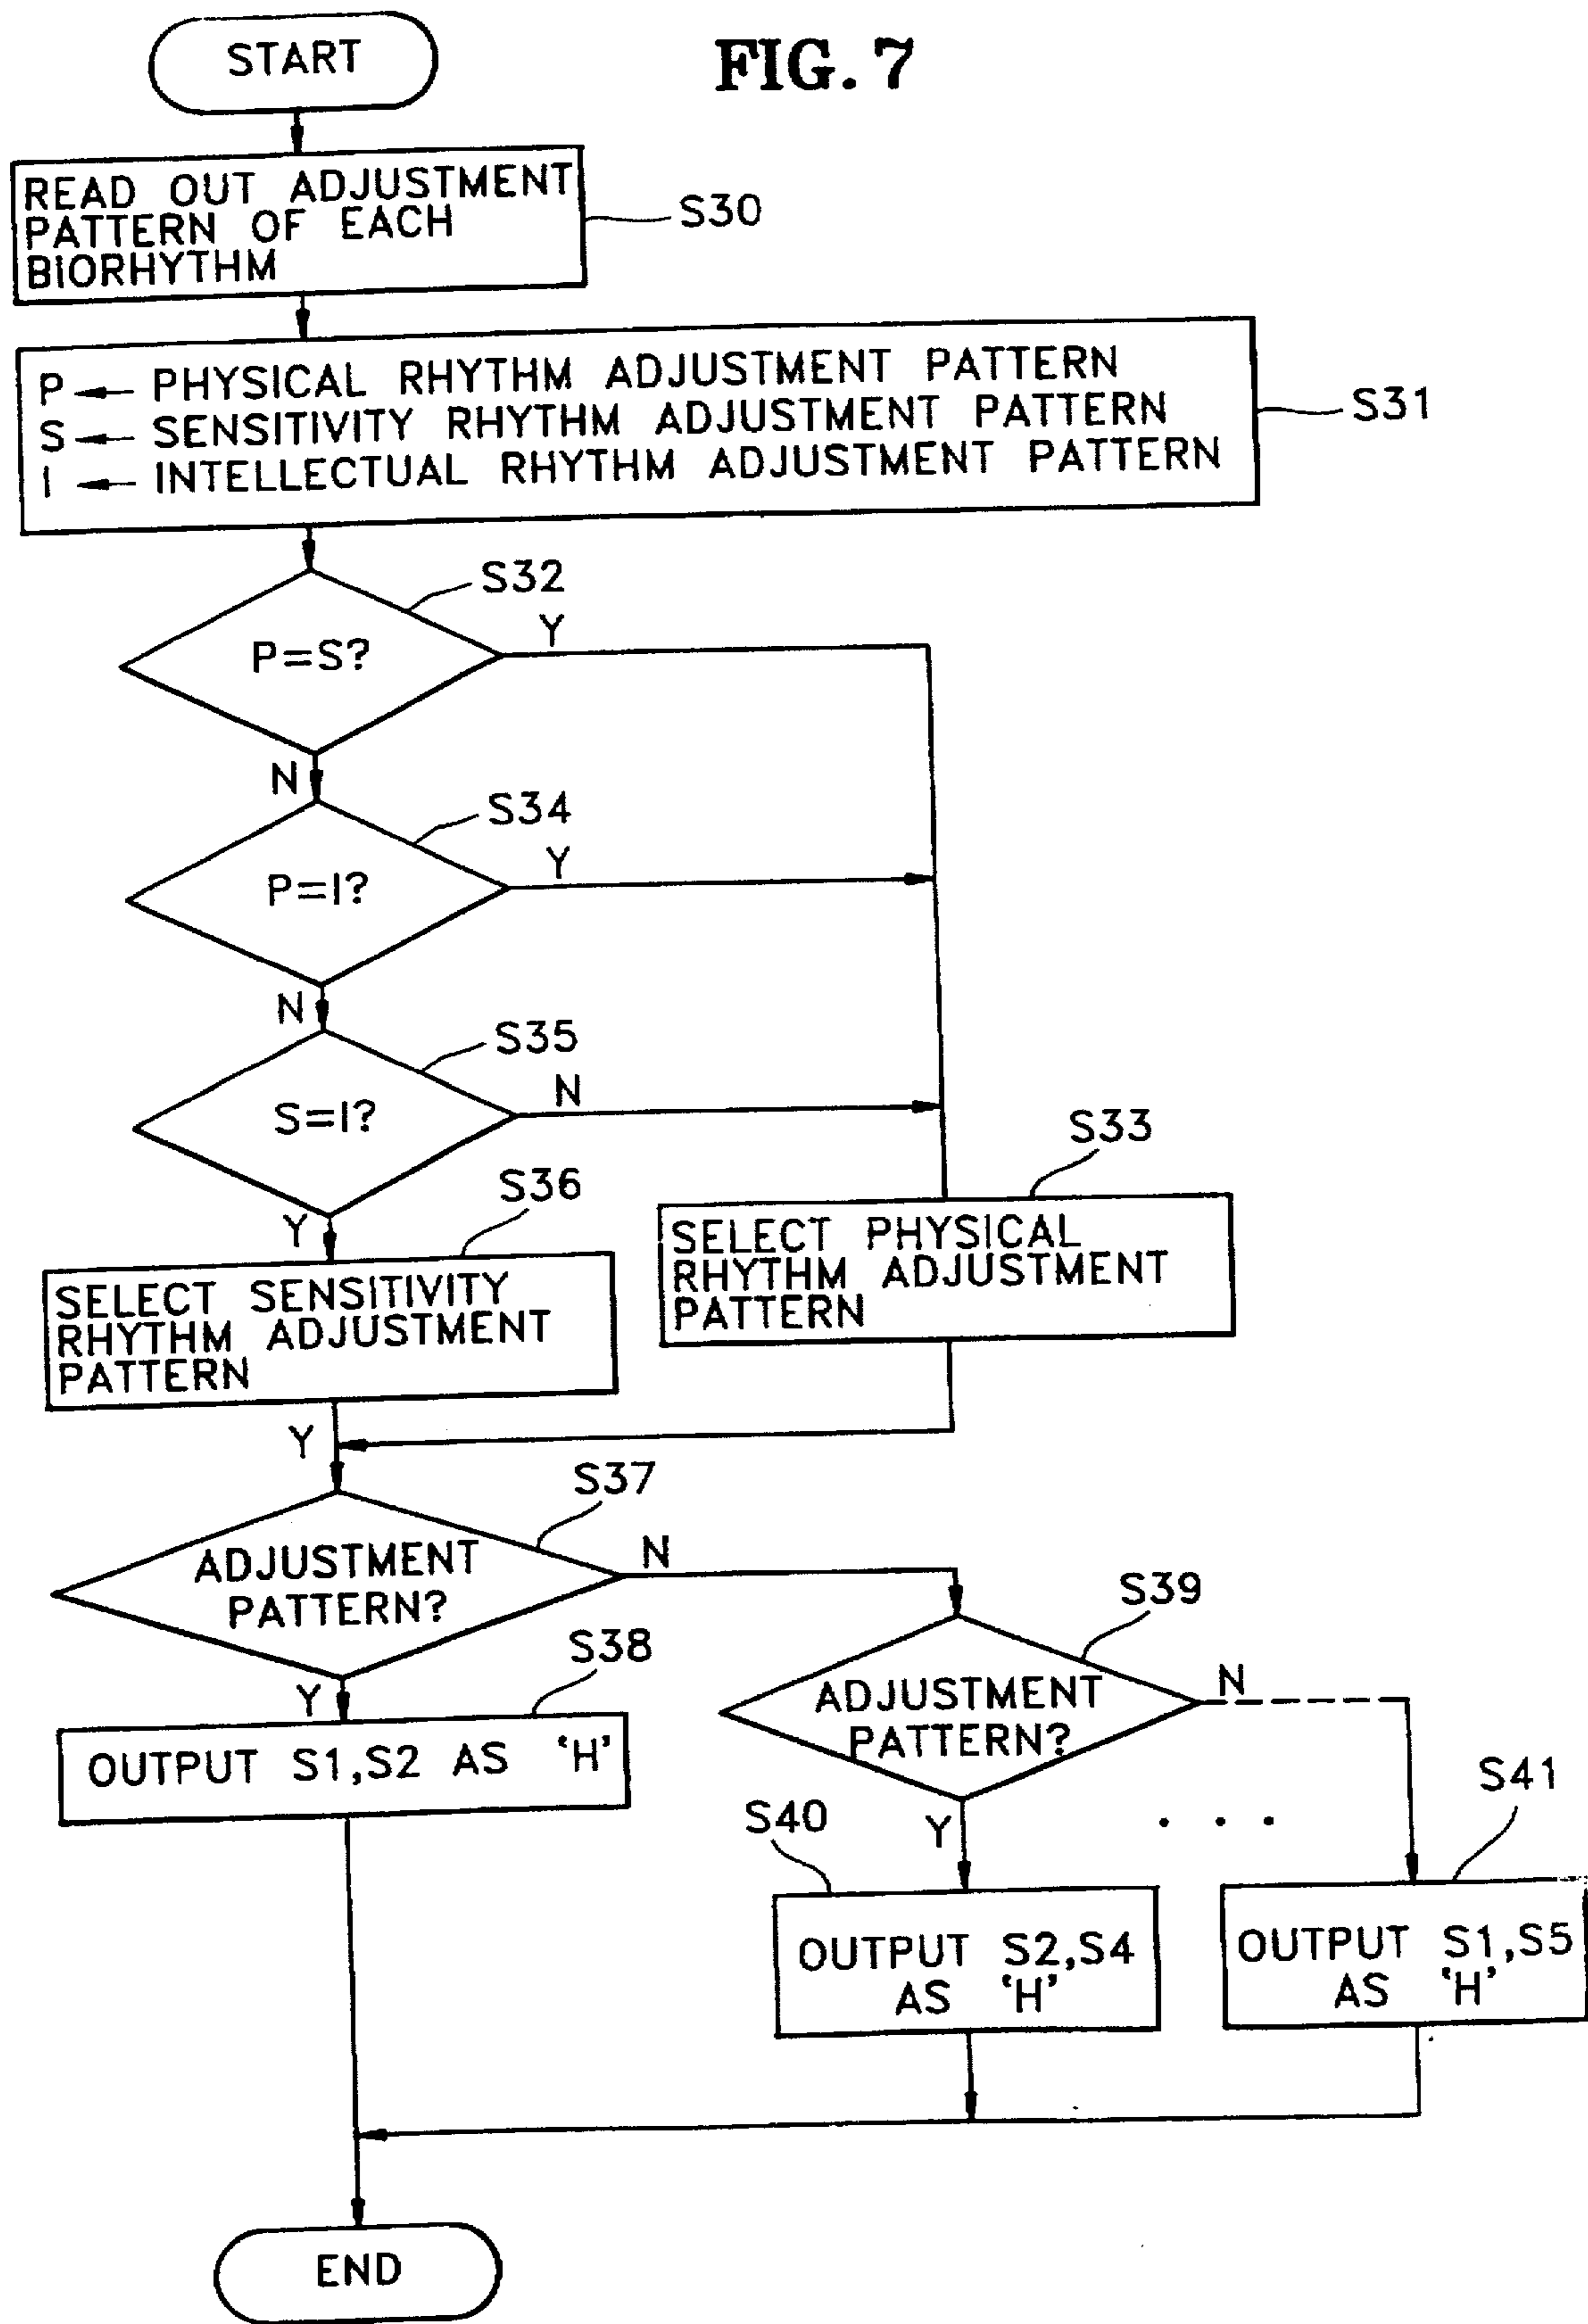 FIG. 7
START
READ OUT ADJUSTMENT
PATTERN OF EACH
BIORHYTHM
S30
P ← PHYSICAL RHYTHM ADJUSTMENT PATTERN
S ← SENSITIVITY RHYTHM ADJUSTMENT PATTERN
I ← INTELLECTUAL RHYTHM ADJUSTMENT PATTERN
S31
S32
P=S?
Y
N
S34
P=I?
Y
N
S35
S=I?
N
Y
S36
SELECT SENSITIVITY
RHYTHM ADJUSTMENT
PATTERN
S33
SELECT PHYSICAL
RHYTHM ADJUSTMENT
PATTERN
Y
S37
ADJUSTMENT
PATTERN?
N
Y
S38
OUTPUT S1,S2 AS ‘H’
S39
ADJUSTMENT
PATTERN?
N
Y
. . .
S40
OUTPUT S2,S4
AS ‘H’
S41
OUTPUT S1,S5
AS ‘H’
END